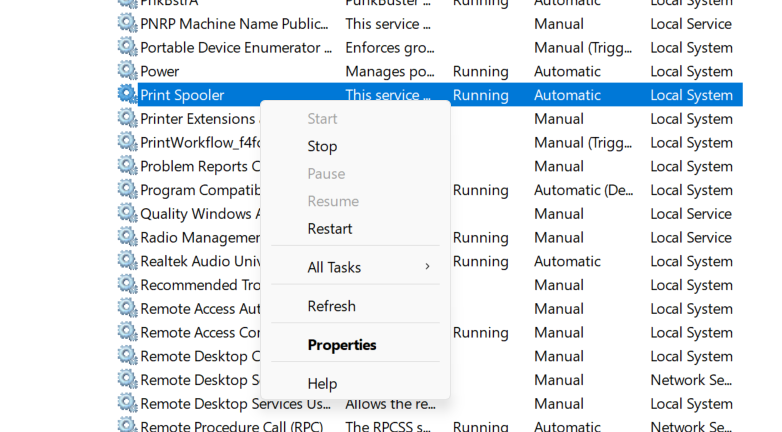 PnkBstrA PunkBuster ... Running Automatic Local System
PNRP Machine Name Public... This service ... Manual Local Service
Portable Device Enumerator ... Enforces gro... Manual (Trigg... Local System
Power Manages po... Running Automatic Local System
Print Spooler This service ... Running Automatic Local System
Printer Extensions Manual Local System
Start
PrintWorkflow_f4fc Manual (Trigg... Local System
Stop
Problem Reports C Manual Local System
Pause
Program Compatib Running Automatic (De... Local System
Resume
Quality Windows A Manual Local Service
Restart
Radio Managemen Running Manual Local Service
Realtek Audio Univ Running Automatic Local System
All Tasks
Recommended Tro Manual Local System
Remote Access Aut Manual Local System
Refresh
Remote Access Con Running Manual Local System
Properties
Remote Desktop C Manual Local System
Remote Desktop S Manual Network Se...
Help
Remote Desktop Services Us... Allows the re... Manual Local System
Remote Procedure Call (RPC) The RPCSS s... Running Automatic Network Se...